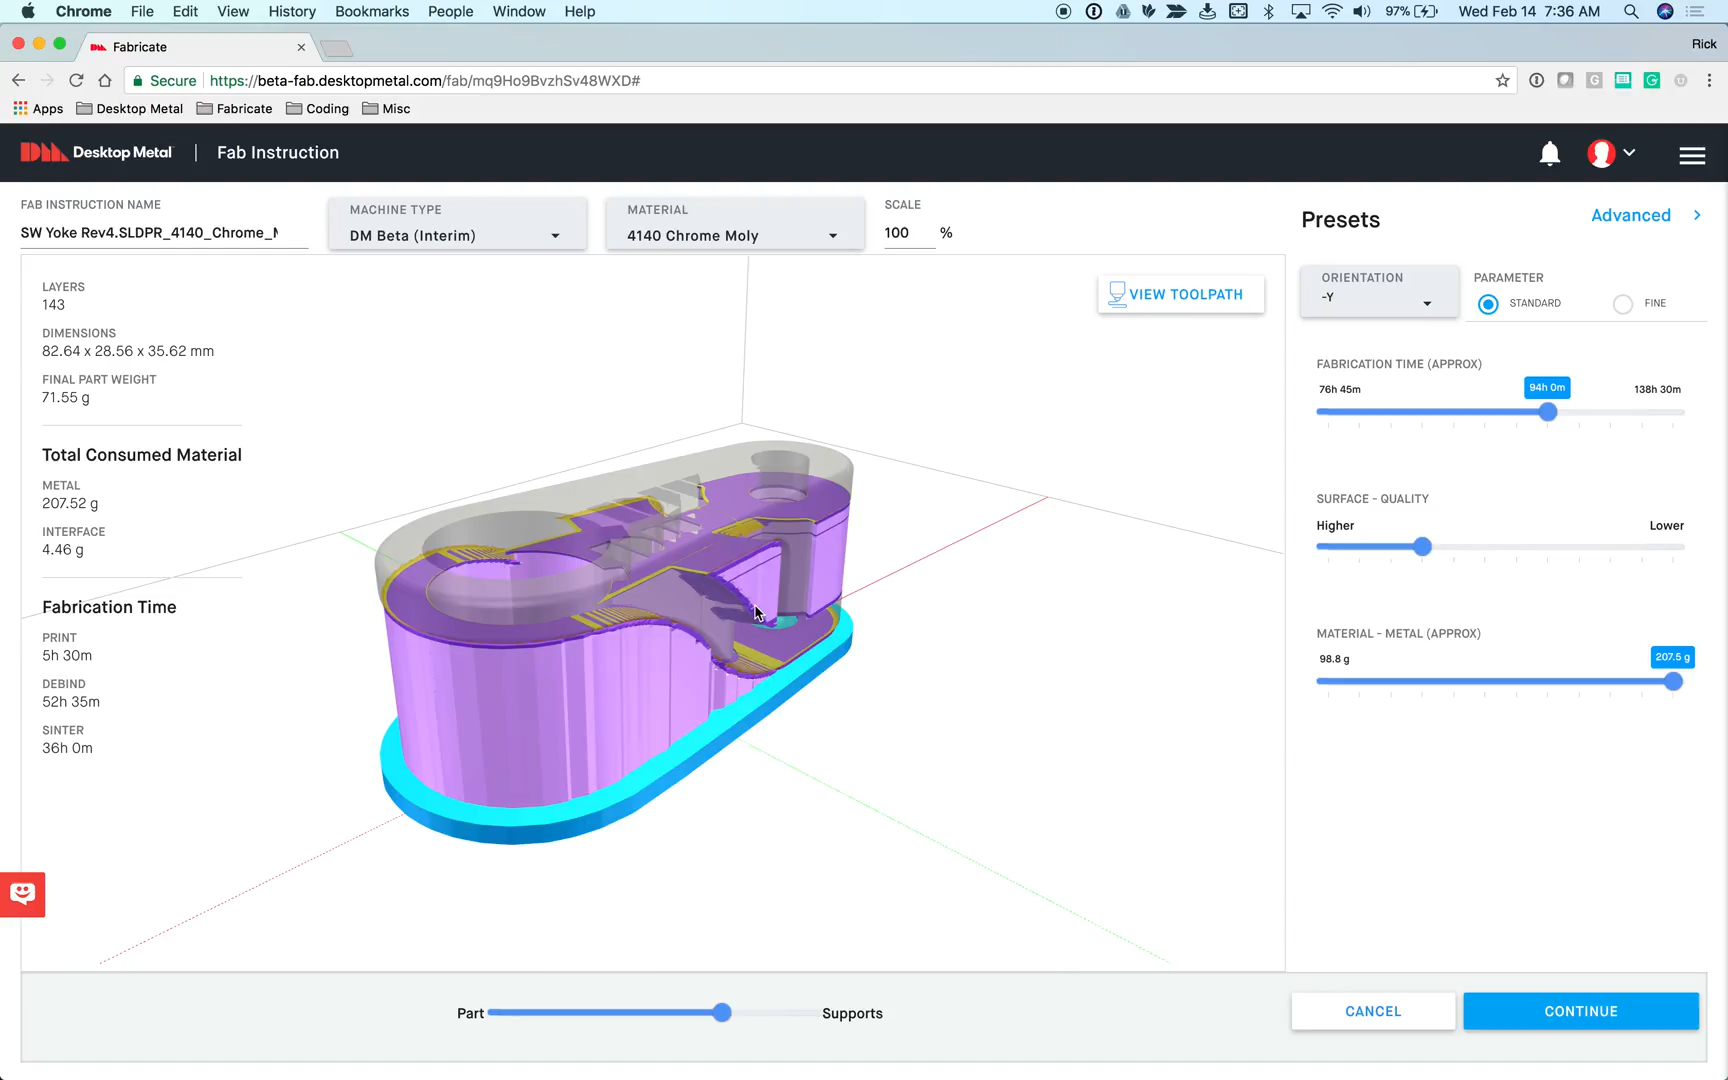 Chrome File Edit View History Bookmarks People Window Help 97% Wed Feb 14 7:36 AM
Fabricate Rick
Secure https://beta-fab.desktopmetal.com/fab/mq9Ho9BvzhSv48WXD#
Apps Desktop Metal Fabricate Coding Misc
DM Desktop Metal | Fab Instruction
FAB INSTRUCTION NAME
SW Yoke Rev4.SLDPR_4140_Chrome_
MACHINE TYPE
DM Beta (Interim)
MATERIAL
4140 Chrome Moly
SCALE
100 %
LAYERS
143
DIMENSIONS
82.64 x 28.56 x 35.62 mm
FINAL PART WEIGHT
71.55 g
Total Consumed Material
METAL
207.52 g
INTERFACE
4.46 g
Fabrication Time
PRINT
5h 30m
DEBIND
52h 35m
SINTER
36h 0m
VIEW TOOLPATH
Presets
Advanced
ORIENTATION
-Y
PARAMETER
STANDARD FINE
FABRICATION TIME (APPROX)
76h 45m 94h 0m 138h 30m
SURFACE - QUALITY
Higher Lower
MATERIAL - METAL (APPROX)
98.8 g 207.5 g
Part Supports
CANCEL CONTINUE